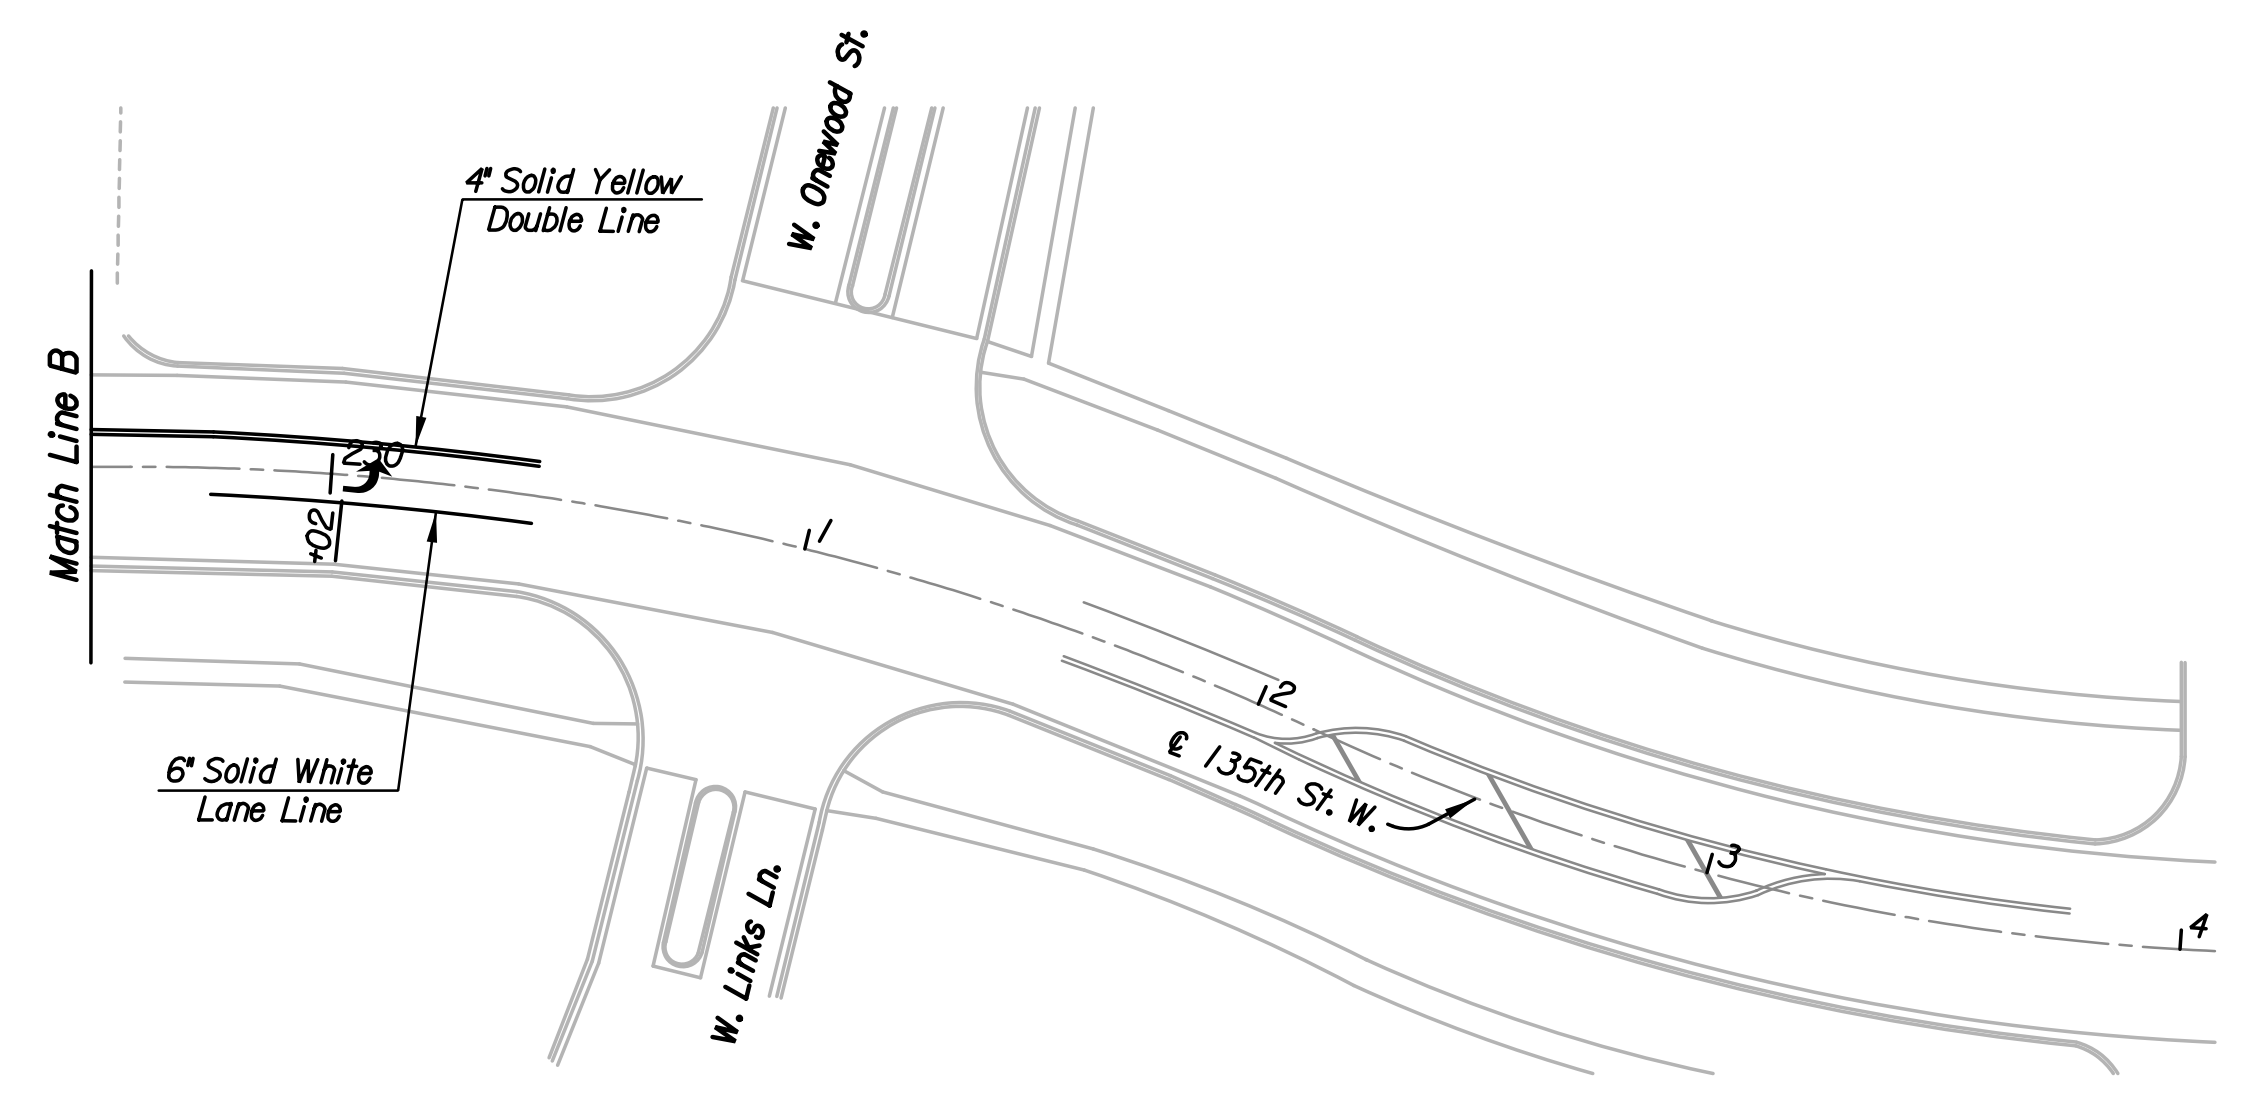 W. Onewood St.
4" Solid Yellow
Double Line
Match Line B
230
+02
1
2
℄ 135th St. W.
3
4
6" Solid White
Lane Line
W. Links Ln.